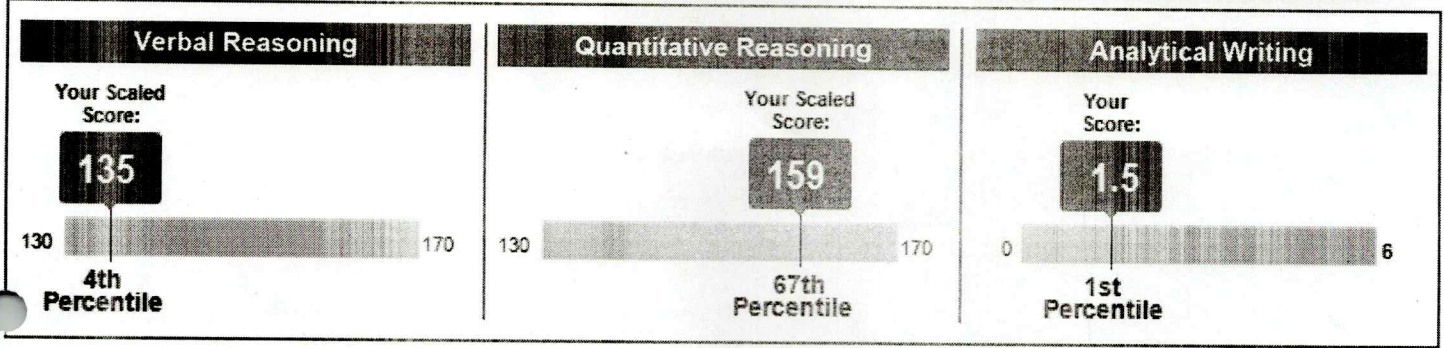 Verbal Reasoning
Your Scaled
Score:
135
130
170
4th
Percentile
Quantitative Reasoning
Your Scaled
Score:
159
130
170
67th
Percentile
Analytical Writing
Your
Score:
1.5
0
6
1st
Percentile